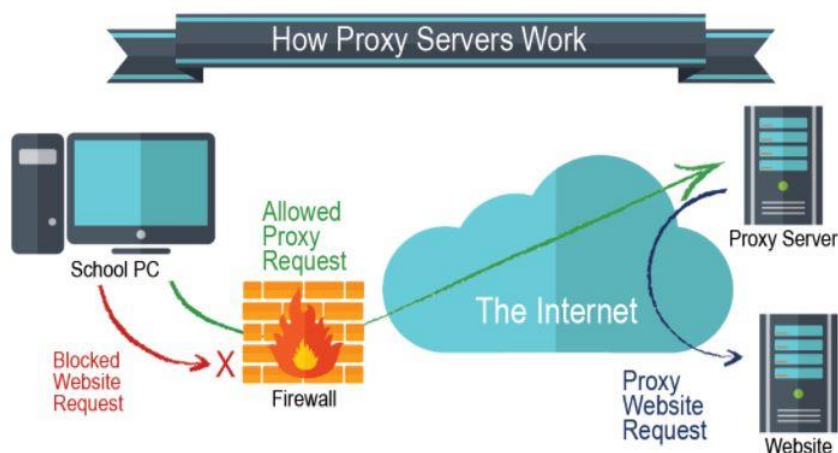 How Proxy Servers Work
School PC
Allowed
Proxy
Request
Blocked
Website
Request
X
Firewall
The Internet
Proxy Server
Proxy
Website
Request
Website